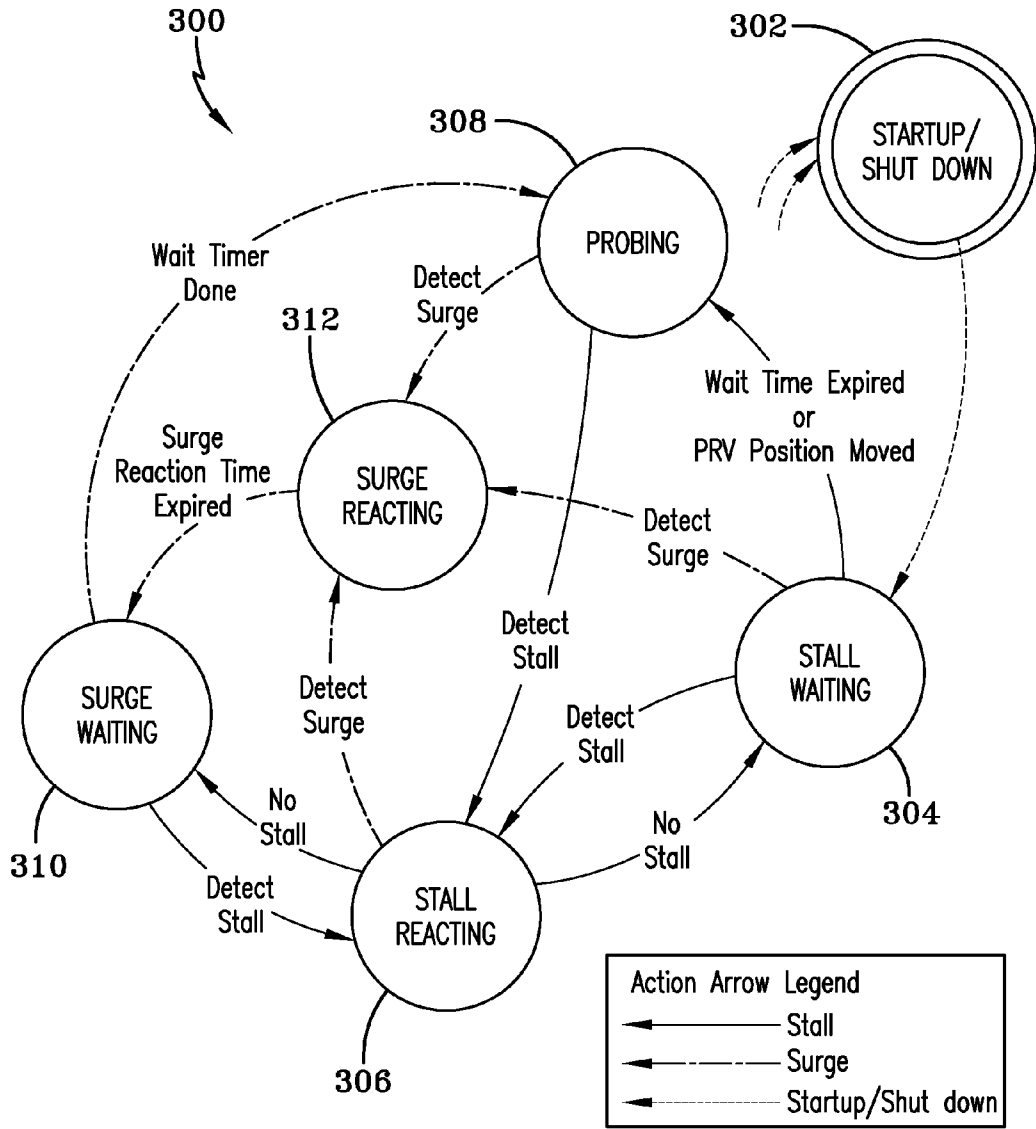 300
302
308
STARTUP/
SHUT DOWN
PROBING
Wait Timer
Done
Detect
Surge
312
Wait Time Expired
or
PRV Position Moved
Surge
Reaction Time
Expired
SURGE
REACTING
Detect
Surge
Detect
Stall
STALL
WAITING
SURGE
WAITING
Detect
Surge
Detect
Stall
304
No
Stall
No
Stall
310
Detect
Stall
STALL
REACTING
306
Action Arrow Legend
Stall
Surge
Startup/Shut down